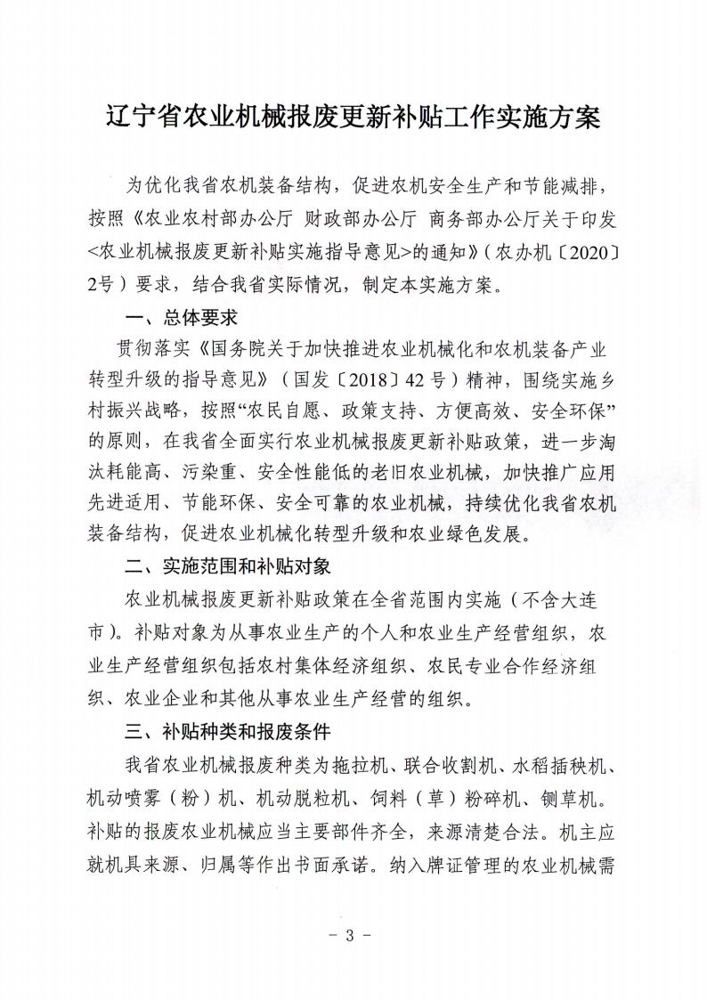 辽宁省农业机械报废更新补贴工作实施方案
为优化我省农机装备结构，促进农机安全生产和节能减排，
按照《农业农村部办公厅 财政部办公厅 商务部办公厅关于印发
<农业机械报废更新补贴实施指导意见>的通知》（农办机〔2020〕
2号）要求，结合我省实际情况，制定本实施方案。
一、总体要求
贯彻落实《国务院关于加快推进农业机械化和农机装备产业
转型升级的指导意见》（国发〔2018〕42 号）精神，围绕实施乡
村振兴战略，按照“农民自愿、政策支持、方便高效、安全环保”
的原则，在我省全面实行农业机械报废更新补贴政策，进一步淘
汰耗能高、污染重、安全性能低的老旧农业机械，加快推广应用
先进适用、节能环保、安全可靠的农业机械，持续优化我省农机
装备结构，促进农业机械化转型升级和农业绿色发展。
二、实施范围和补贴对象
农业机械报废更新补贴政策在全省范围内实施（不含大连
市）。补贴对象为从事农业生产的个人和农业生产经营组织，农
业生产经营组织包括农村集体经济组织、农民专业合作经济组
织、农业企业和其他从事农业生产经营的组织。
三、补贴种类和报废条件
我省农业机械报废种类为拖拉机、联合收割机、水稻插秧机、
机动喷雾（粉）机、机动脱粒机、饲料（草）粉碎机、铡草机。
补贴的报废农业机械应当主要部件齐全，来源清楚合法。机主应
就机具来源、归属等作出书面承诺。纳入牌证管理的农业机械需
- 3 -